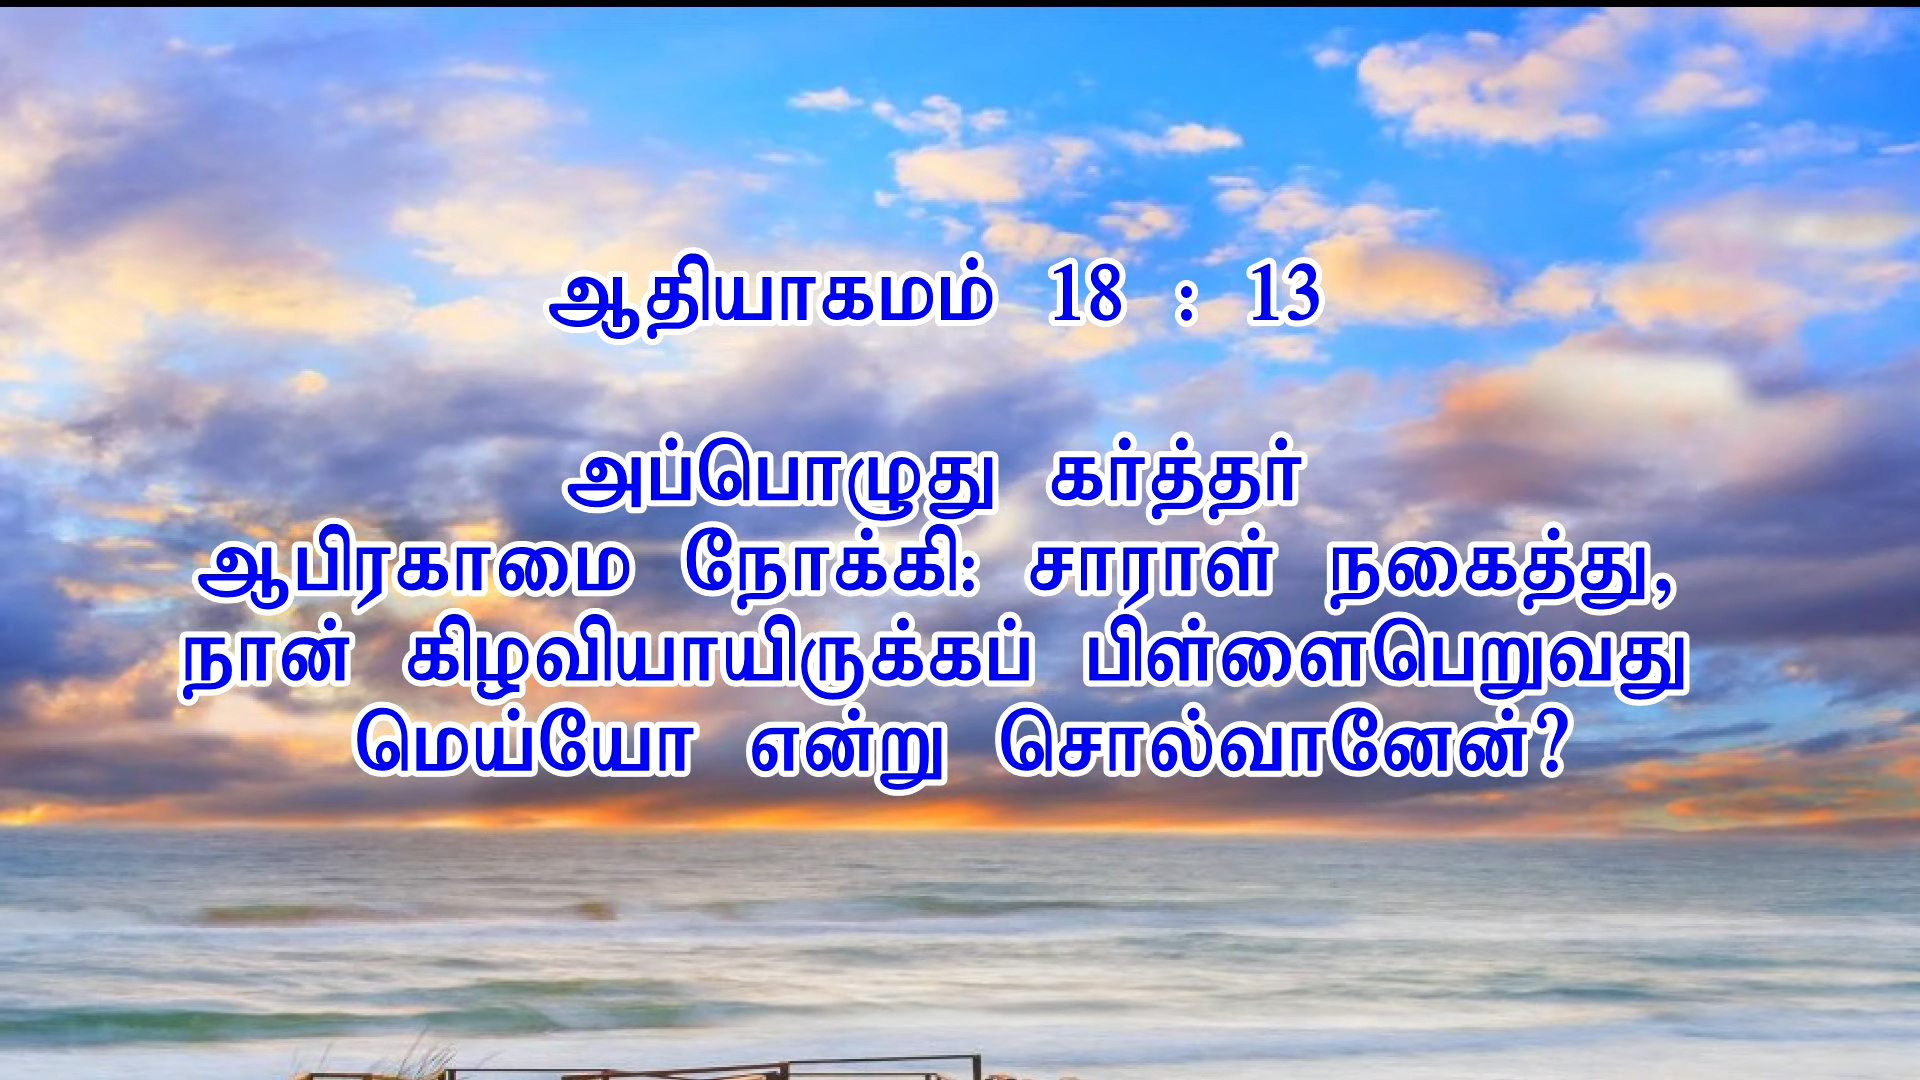 ஆதியாகமம் 18 : 13
அப்பொழுது கர்த்தர்
ஆபிரகாமை நோக்கி: சாராள் நகைத்து,
நான் கிழவியாயிருக்கப் பிள்ளைபெறுவது
மெய்யோ என்று சொல்வானேன்?